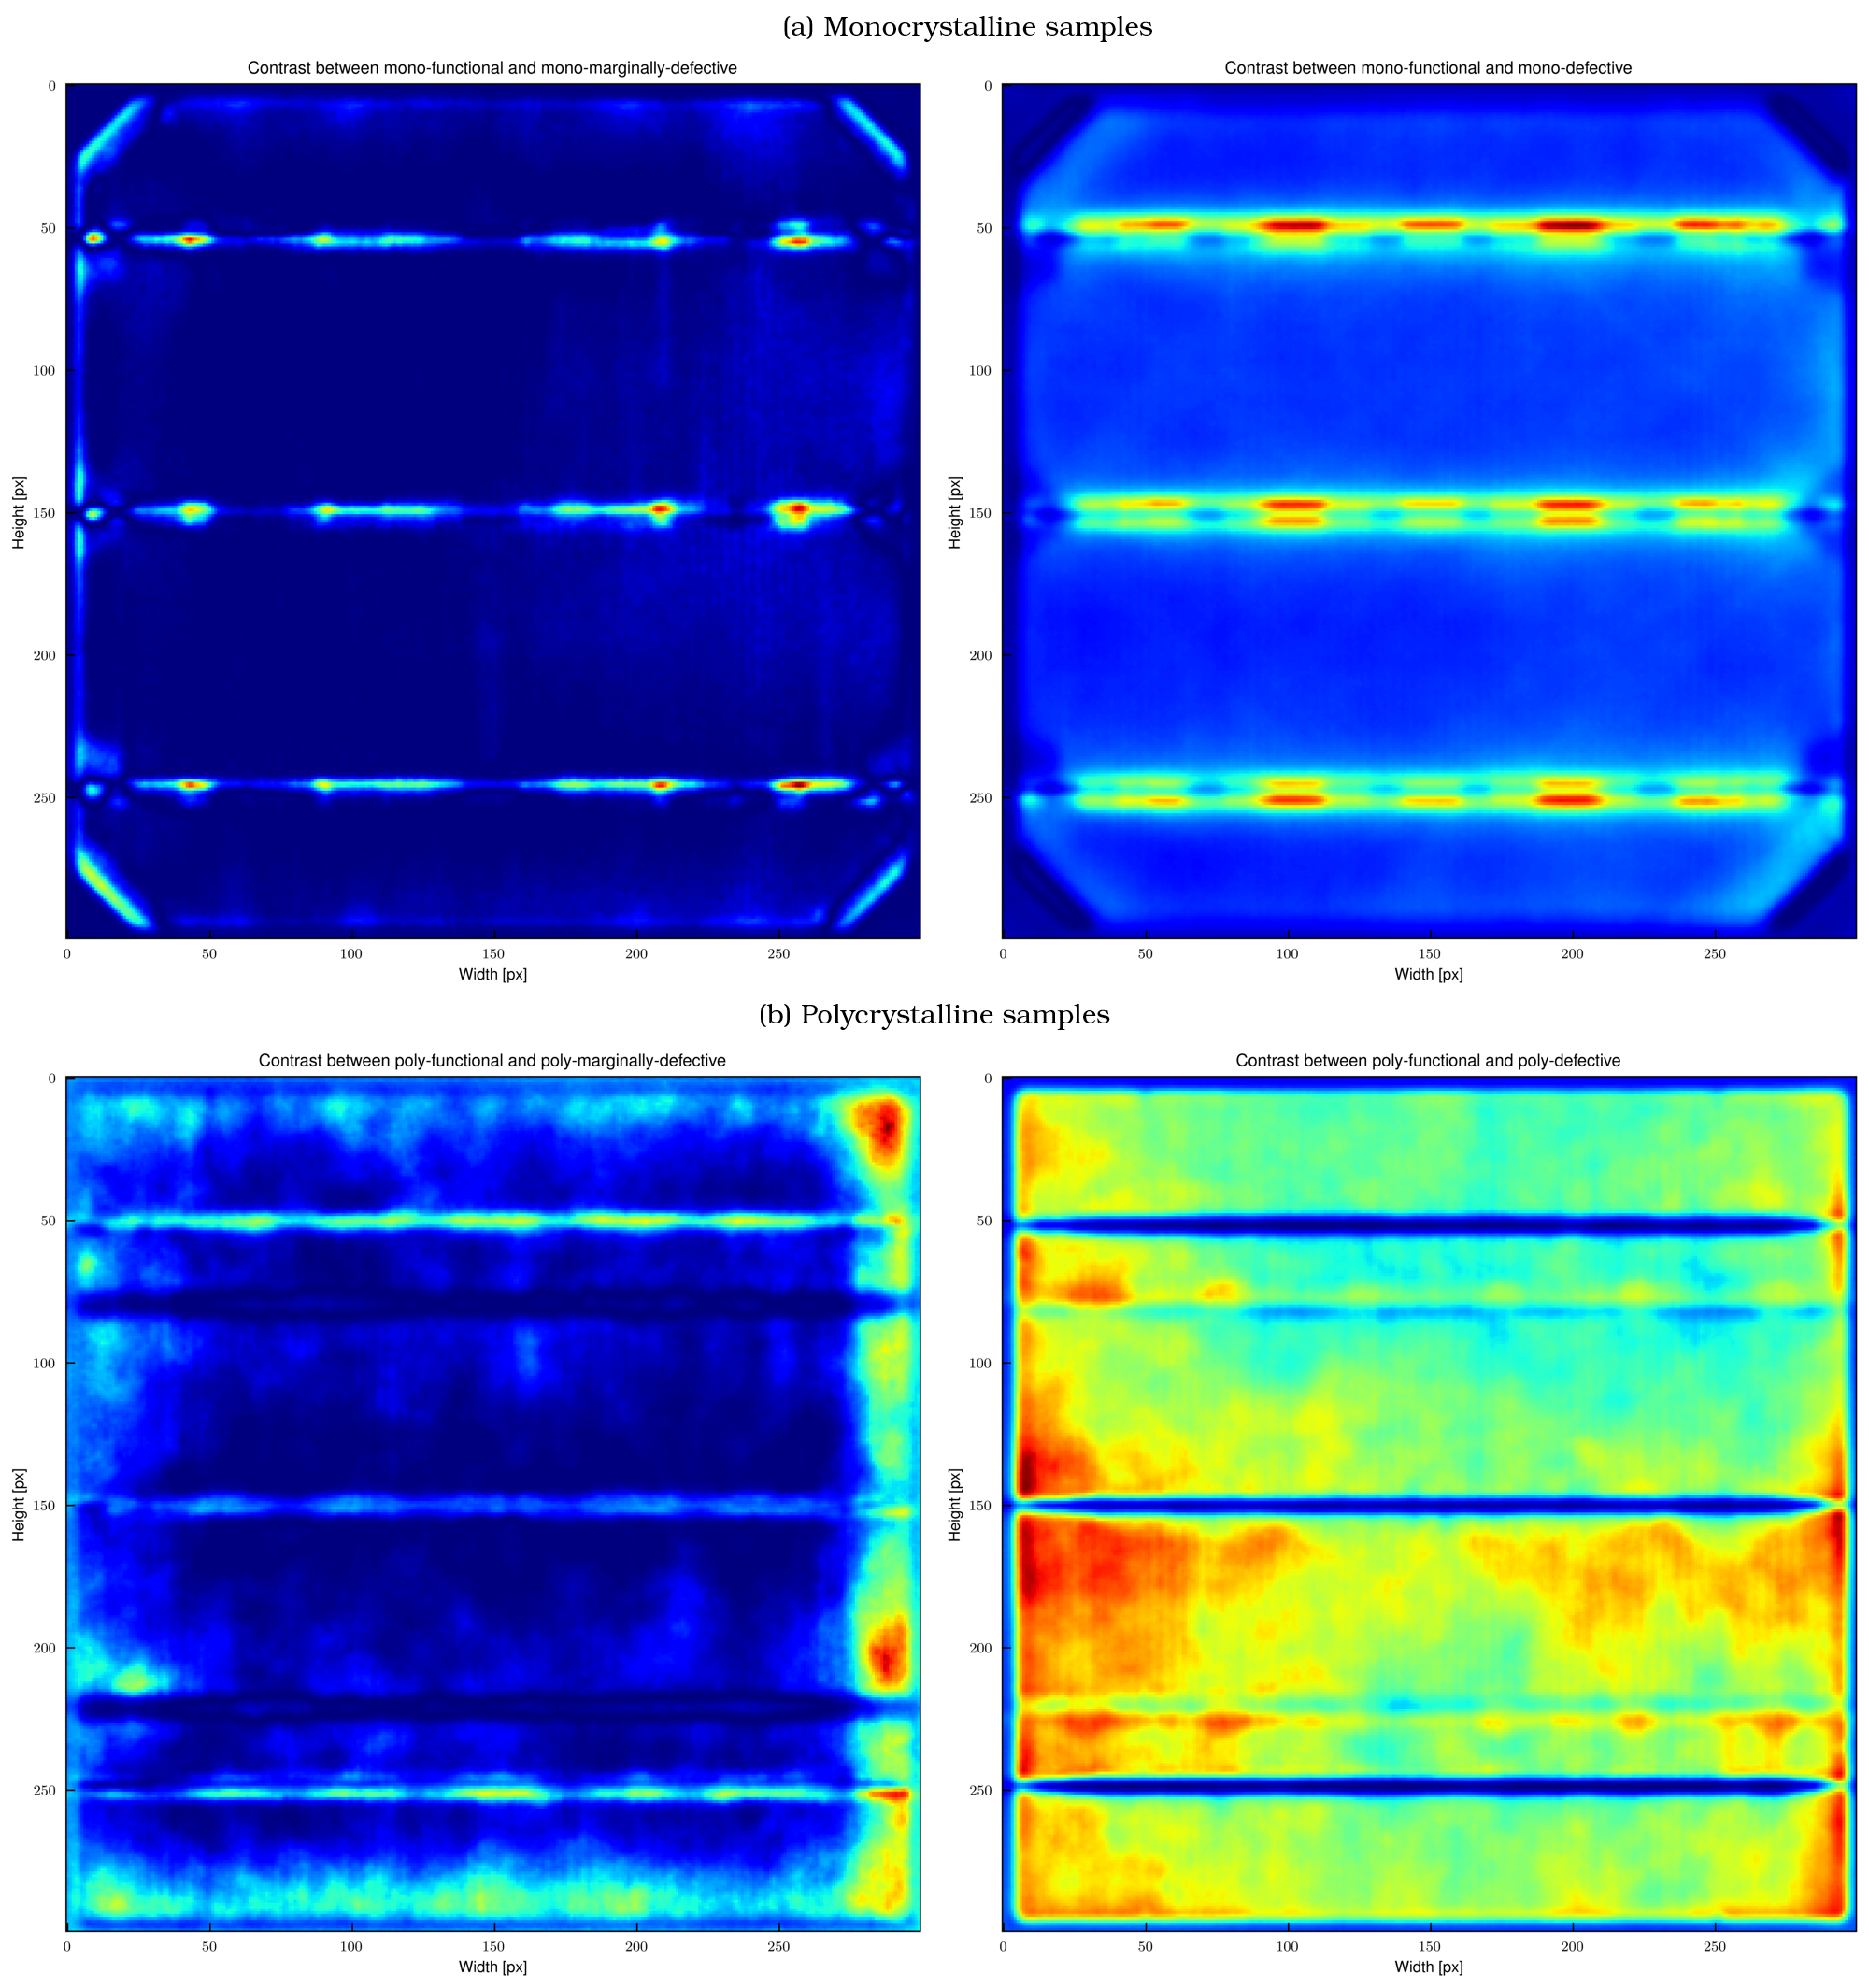 (a) Monocrystalline samples
Contrast between mono-functional and mono-marginally-defective
Contrast between mono-functional and mono-defective
0
50
100
150
200
250
Height [px]
0 50 100 150 200 250
Width [px]
0
50
100
150
200
250
Height [px]
0 50 100 150 200 250
Width [px]
(b) Polycrystalline samples
Contrast between poly-functional and poly-marginally-defective
Contrast between poly-functional and poly-defective
0
50
100
150
200
250
Height [px]
0 50 100 150 200 250
Width [px]
0
50
100
150
200
250
Height [px]
0 50 100 150 200 250
Width [px]